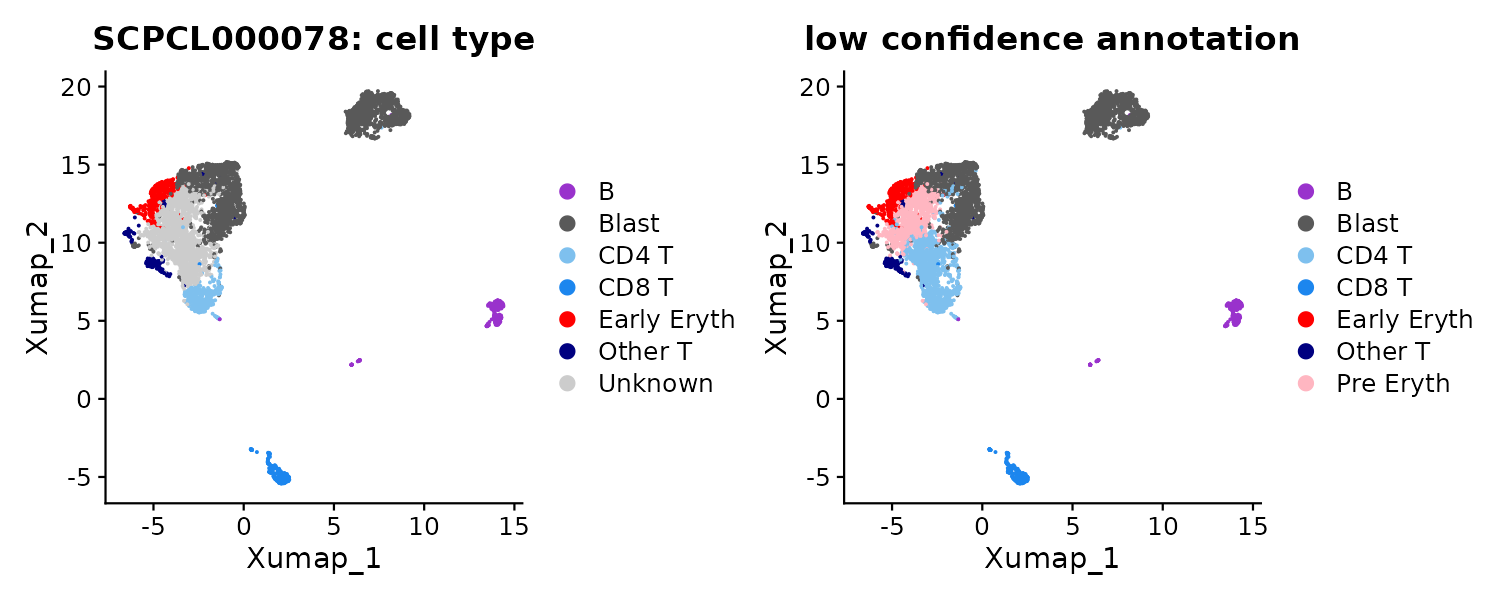 SCPCL000078: cell type
20
15
10
5
0
-5
-5
0
5
10
15
Xumap_1
Xumap_2
B
Blast
CD4 T
CD8 T
Early Eryth
Other T
Unknown
low confidence annotation
20
15
10
5
0
-5
-5
0
5
10
15
Xumap_1
Xumap_2
B
Blast
CD4 T
CD8 T
Early Eryth
Other T
Pre Eryth